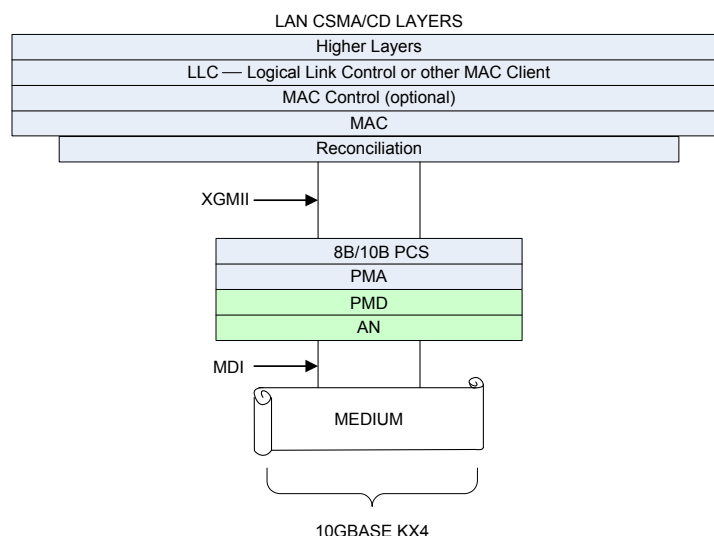 LAN CSMA/CD LAYERS
Higher Layers
LLC — Logical Link Control or other MAC Client
MAC Control (optional)
MAC
Reconciliation
XGMII
8B/10B PCS
PMA
PMD
AN
MDI
MEDIUM
10GBASE KX4